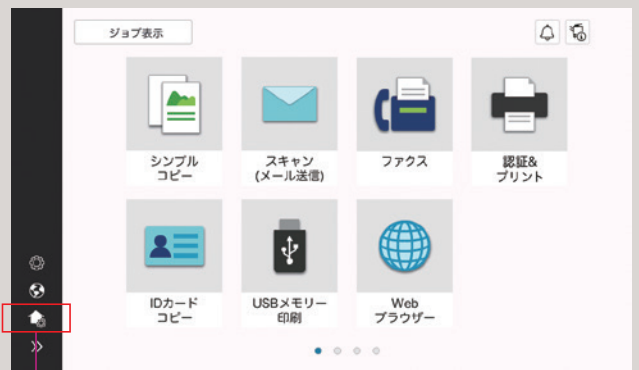 ジョブ表示
シンプル
コピー
スキャン
(メール送信)
ファクス
認証&
プリント
IDカード
コピー
USBメモリー
印刷
Web
ブラウザー